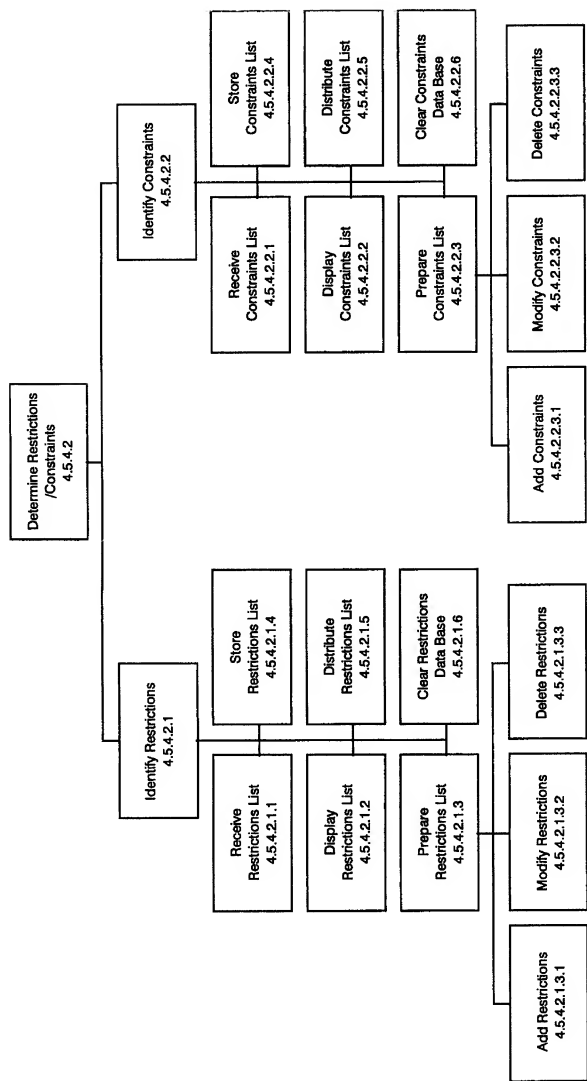 Determine Restrictions
/Constraints
4.5.4.2
Identify Restrictions
4.5.4.2.1
Receive
Restrictions List
4.5.4.2.1.1
Store
Restrictions List
4.5.4.2.1.4
Display
Restrictions List
4.5.4.2.1.2
Distribute
Restrictions List
4.5.4.2.1.5
Prepare
Restrictions List
4.5.4.2.1.3
Clear Restrictions
Data Base
4.5.4.2.1.6
Add Restrictions
4.5.4.2.1.3.1
Modify Restrictions
4.5.4.2.1.3.2
Delete Restrictions
4.5.4.2.1.3.3
Identify Constraints
4.5.4.2.2
Receive
Constraints List
4.5.4.2.2.1
Store
Constraints List
4.5.4.2.2.4
Display
Constraints List
4.5.4.2.2.2
Distribute
Constraints List
4.5.4.2.2.5
Prepare
Constraints List
4.5.4.2.2.3
Clear Constraints
Data Base
4.5.4.2.2.6
Add Constraints
4.5.4.2.2.3.1
Modify Constraints
4.5.4.2.2.3.2
Delete Constraints
4.5.4.2.2.3.3